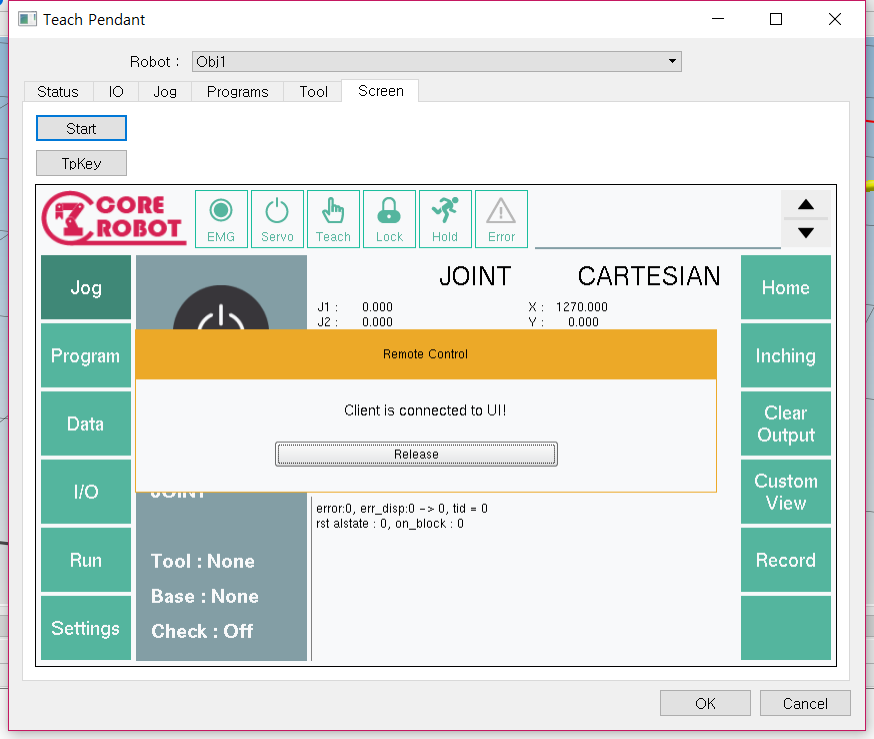 Teach Pendant
Robot : Obj1
Status IO Jog Programs Tool Screen
Start
TpKey
CORE
ROBOT
EMG Servo Teach Lock Hold Error
Jog
Program
Data
I/O
Run
Settings
JOINT CARTESIAN
J1 : 0.000 X : 1270.000
J2 : 0.000 Y : 0.000
Remote Control
Client is connected to UI!
Release
JOINT
error:0, err_disp:0 -> 0, tid = 0
rst alstate : 0, on_block : 0
Tool : None
Base : None
Check : Off
Home
Inching
Clear
Output
Custom
View
Record
OK Cancel